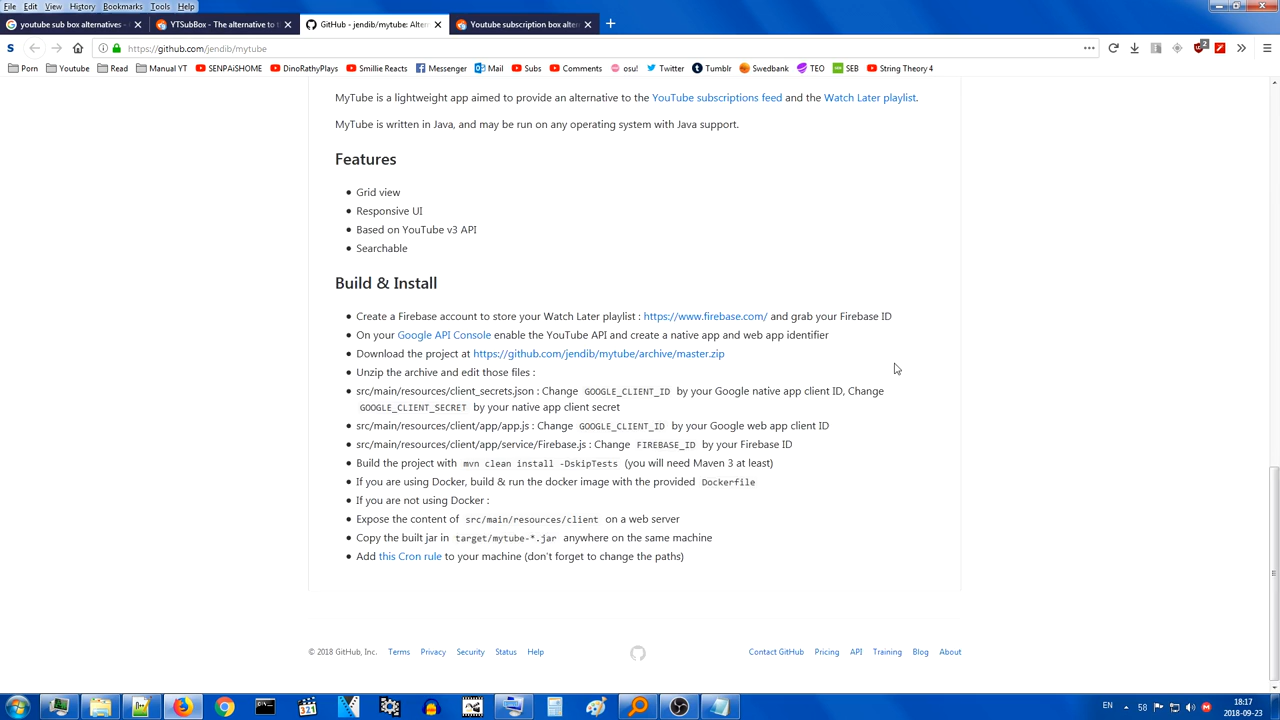 File Edit View History Bookmarks Tools Help
youtube sub box alternatives -
YTSubBox - The alternative to
GitHub - jendib/mytube: Alter
Youtube subscription box alter
https://github.com/jendib/mytube
Porn Youtube Read Manual YT SENPAiSHOME DinoRathyPlays Smillie Reacts Messenger Mail Subs Comments osu! Twitter Tumblr Swedbank TEO SEB String Theory 4
MyTube is a lightweight app aimed to provide an alternative to the YouTube subscriptions feed and the Watch Later playlist.
MyTube is written in Java, and may be run on any operating system with Java support.
Features
Grid view
Responsive UI
Based on YouTube v3 API
Searchable
Build & Install
Create a Firebase account to store your Watch Later playlist : https://www.firebase.com/ and grab your Firebase ID
On your Google API Console enable the YouTube API and create a native app and web app identifier
Download the project at https://github.com/jendib/mytube/archive/master.zip
Unzip the archive and edit those files :
src/main/resources/client_secrets.json : Change GOOGLE_CLIENT_ID by your Google native app client ID, Change
GOOGLE_CLIENT_SECRET by your native app client secret
src/main/resources/client/app/app.js : Change GOOGLE_CLIENT_ID by your Google web app client ID
src/main/resources/client/app/service/Firebase.js : Change FIREBASE_ID by your Firebase ID
Build the project with mvn clean install -DskipTests (you will need Maven 3 at least)
If you are using Docker, build & run the docker image with the provided Dockerfile
If you are not using Docker :
Expose the content of src/main/resources/client on a web server
Copy the built jar in target/mytube-*.jar anywhere on the same machine
Add this Cron rule to your machine (don't forget to change the paths)
© 2018 GitHub, Inc. Terms Privacy Security Status Help Contact GitHub Pricing API Training Blog About
EN 58 18:17
2018-09-23